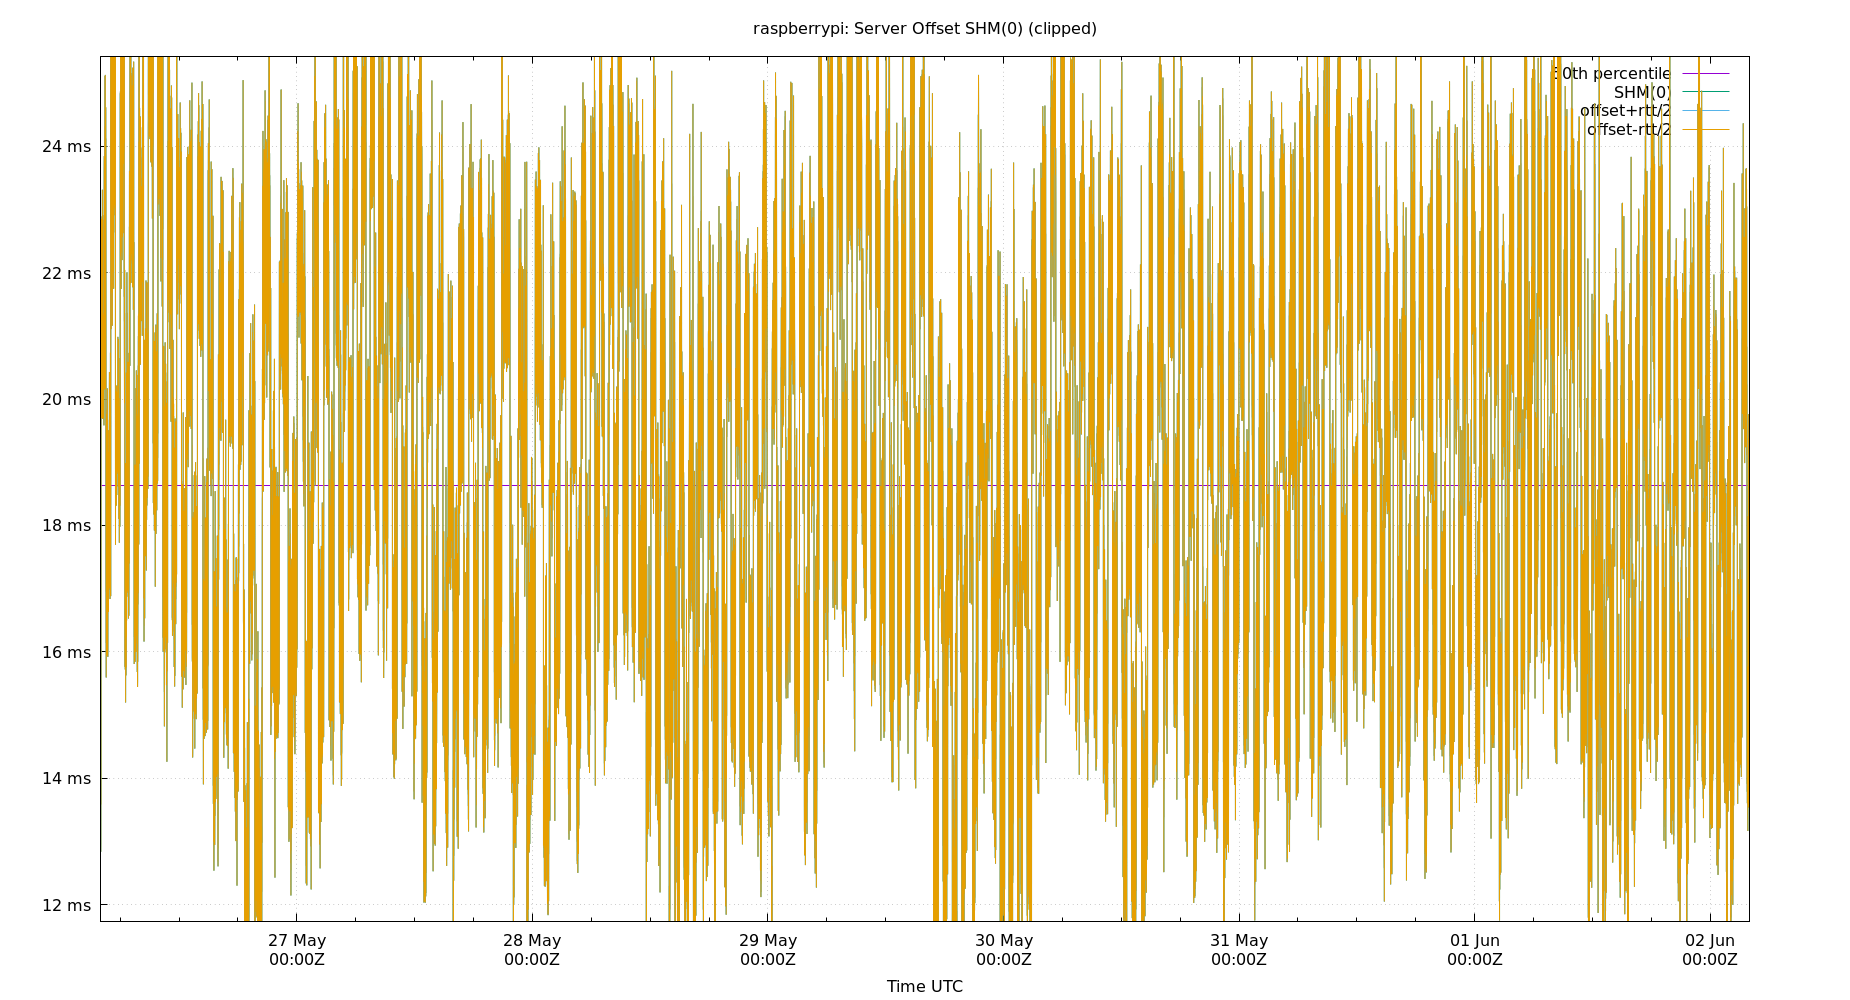 raspberrypi: Server Offset SHM(0) (clipped)
50th percentile
SHM(0)
offset+rtt/2
offset-rtt/2
24 ms
22 ms
20 ms
18 ms
16 ms
14 ms
12 ms
27 May 28 May 29 May 30 May 31 May 01 Jun 02 Jun
00:00Z 00:00Z 00:00Z 00:00Z 00:00Z 00:00Z 00:00Z
Time UTC